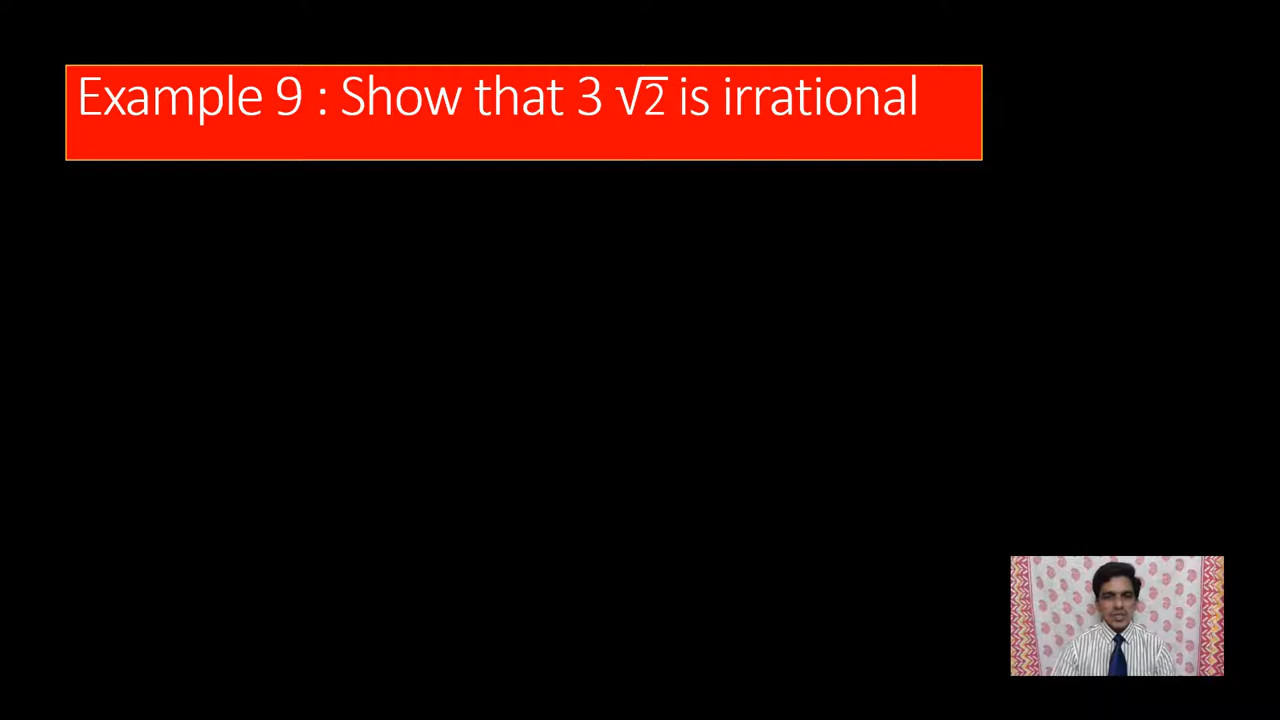 Example 9 : Show that 3 √2 is irrational